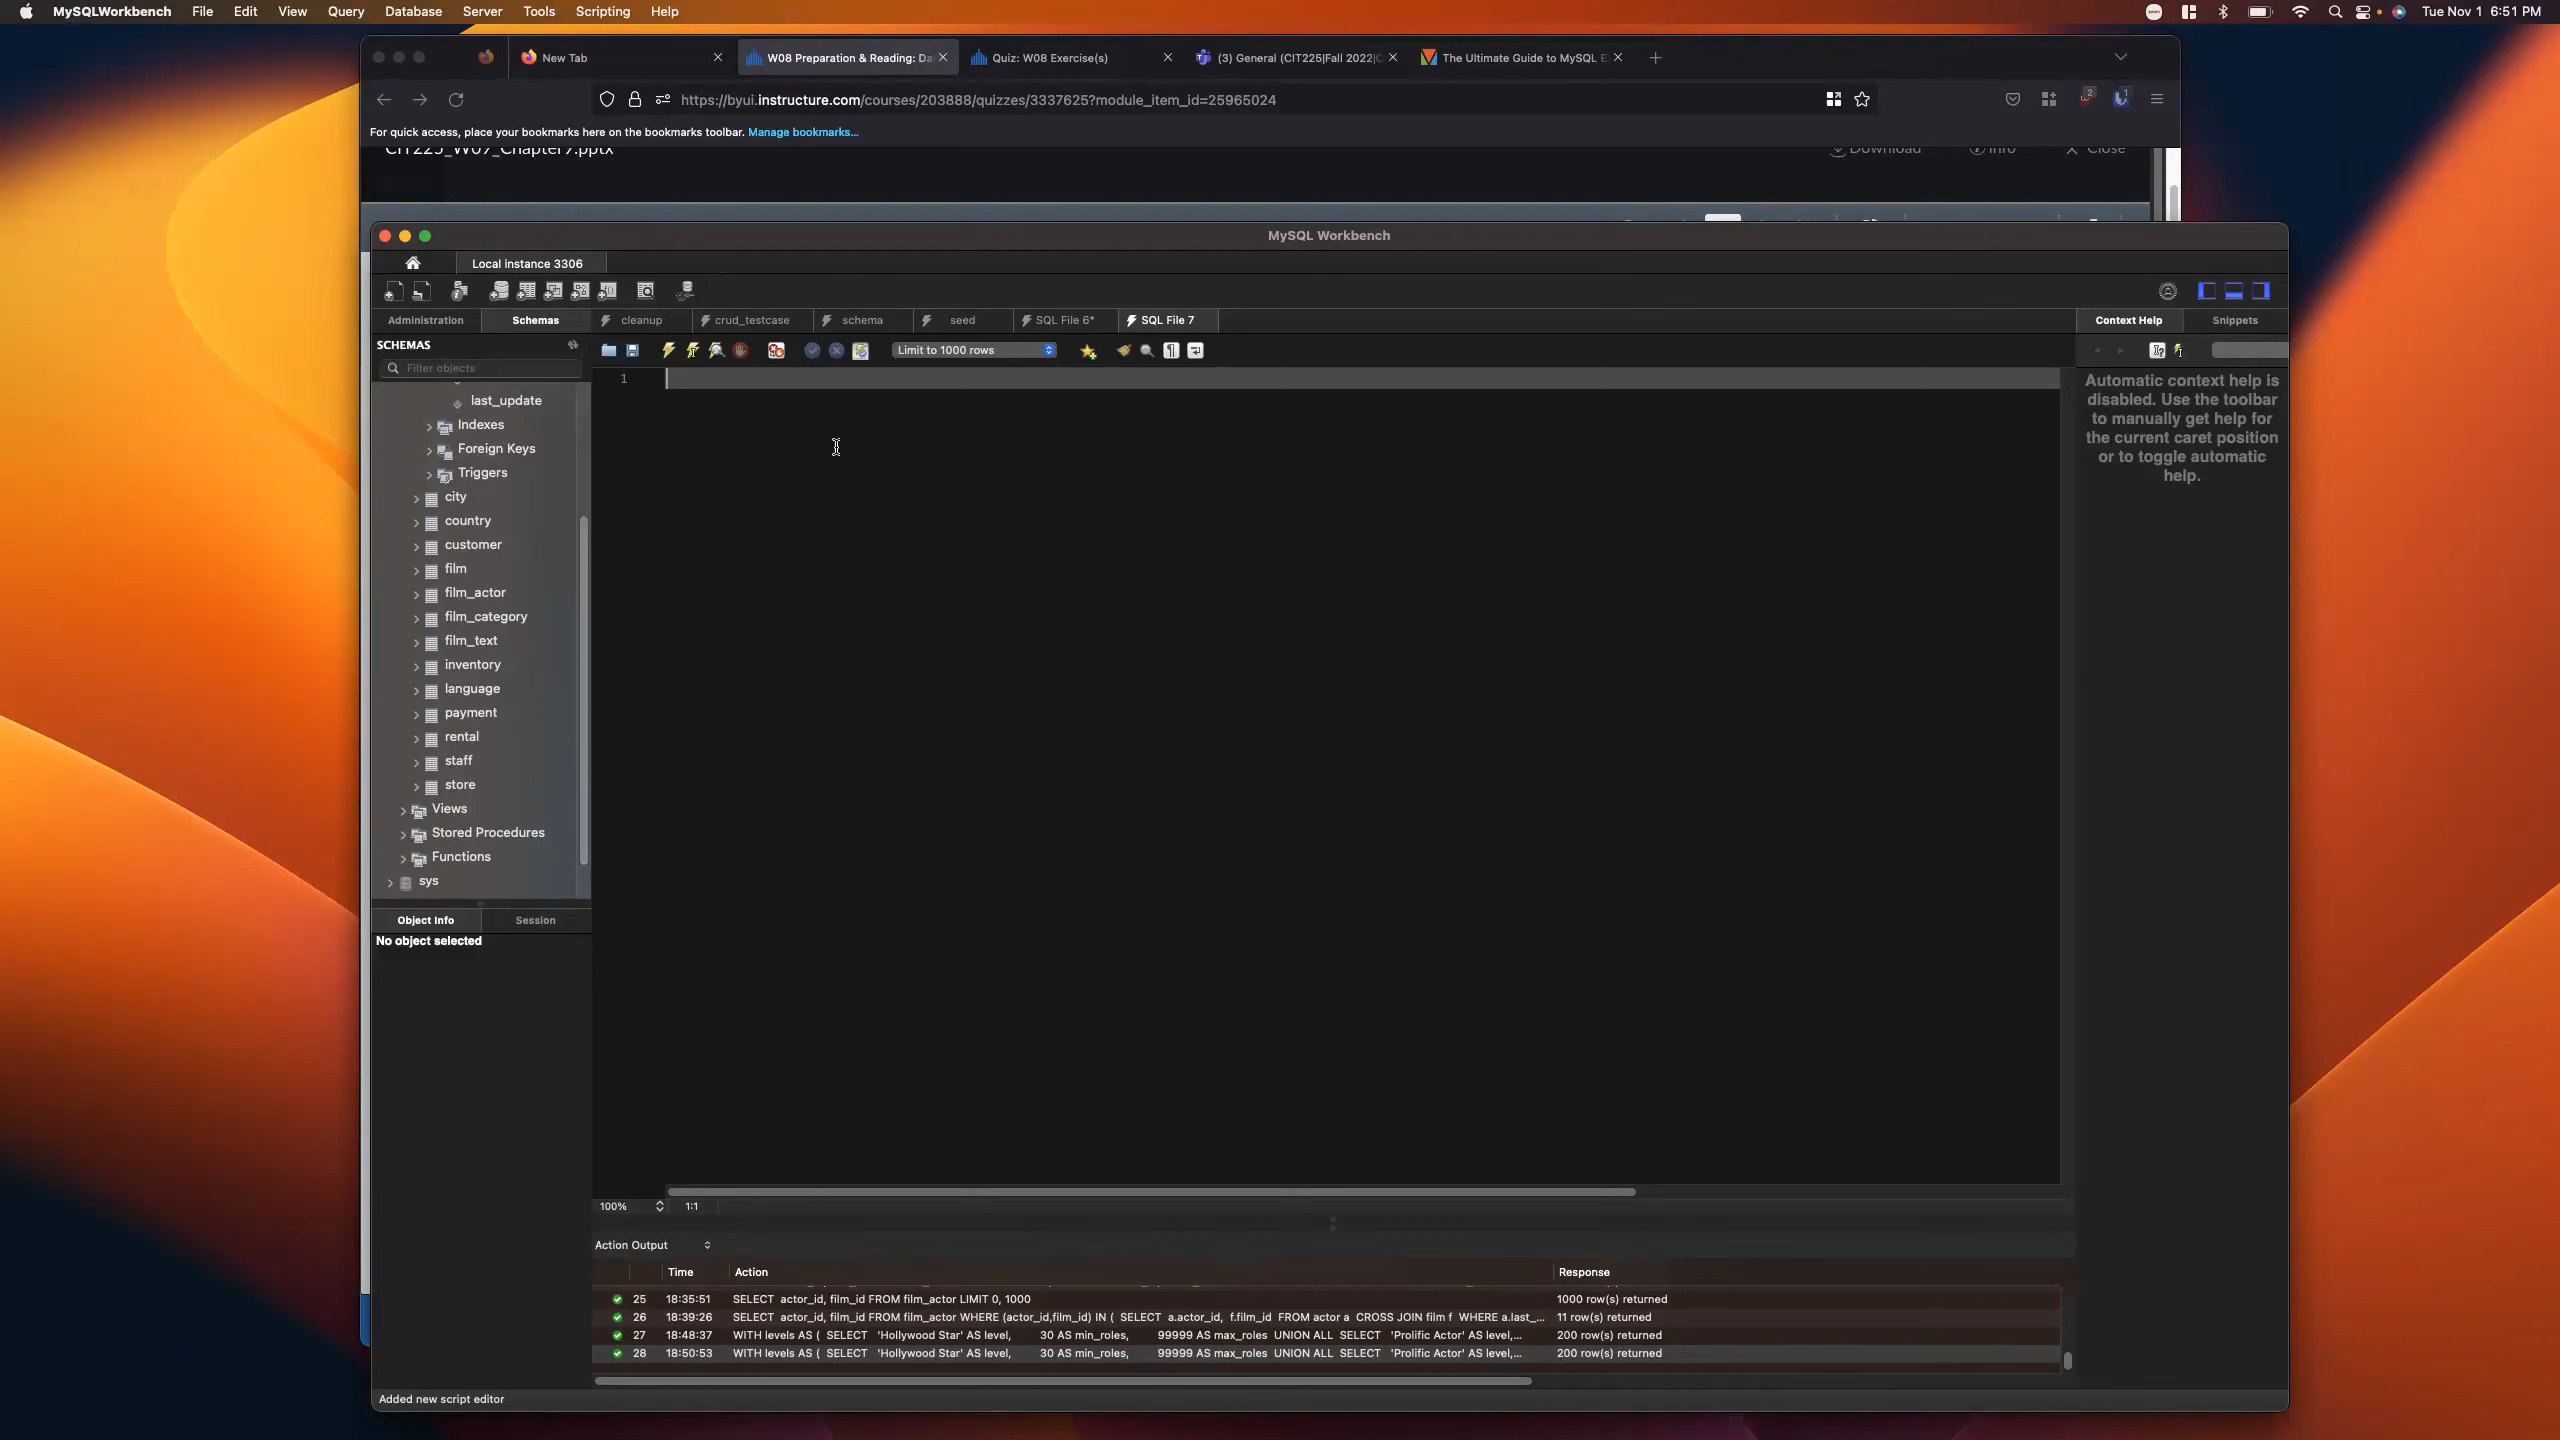 MySQLWorkbench File Edit View Query Database Server Tools Scripting Help Tue Nov 1 6:51 PM
New Tab W08 Preparation & Reading: Da Quiz: W08 Exercise(s) (3) General (CIT225|Fall 2022|C The Ultimate Guide to MySQL E
https://byui.instructure.com/courses/203888/quizzes/3337625?module_item_id=25965024 2 1
For quick access, place your bookmarks here on the bookmarks toolbar. Manage bookmarks...
CIT225_W09_Chapter9.pptx Download Info Close
MySQL Workbench
Local instance 3306
Administration Schemas cleanup crud_testcase schema seed SQL File 6* SQL File 7 Context Help Snippets
SCHEMAS Limit to 1000 rows
Filter objects
1
Automatic context help is
disabled. Use the toolbar
to manually get help for
the current caret position
or to toggle automatic
help.
last_update
Indexes
Foreign Keys
Triggers
city
country
customer
film
film_actor
film_category
film_text
inventory
language
payment
rental
staff
store
Views
Stored Procedures
Functions
sys
Object Info Session
No object selected
100% 1:1
Action Output
Time Action Response
25 18:35:51 SELECT actor_id, film_id FROM film_actor LIMIT 0, 1000 1000 row(s) returned
26 18:39:26 SELECT actor_id, film_id FROM film_actor WHERE (actor_id,film_id) IN ( SELECT a.actor_id, f.film_id FROM actor a CROSS JOIN film f WHERE a.last_... 11 row(s) returned
27 18:48:37 WITH levels AS ( SELECT 'Hollywood Star' AS level, 30 AS min_roles, 99999 AS max_roles UNION ALL SELECT 'Prolific Actor' AS level,... 200 row(s) returned
28 18:50:53 WITH levels AS ( SELECT 'Hollywood Star' AS level, 30 AS min_roles, 99999 AS max_roles UNION ALL SELECT 'Prolific Actor' AS level,... 200 row(s) returned
Added new script editor